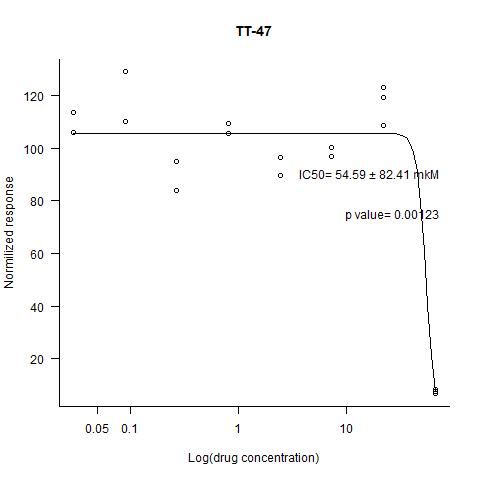 TT-47
Normilized response
120
100
80
60
40
20
IC50= 54.59 ± 82.41 mkM
p value= 0.00123
0.05 0.1 1 10
Log(drug concentration)